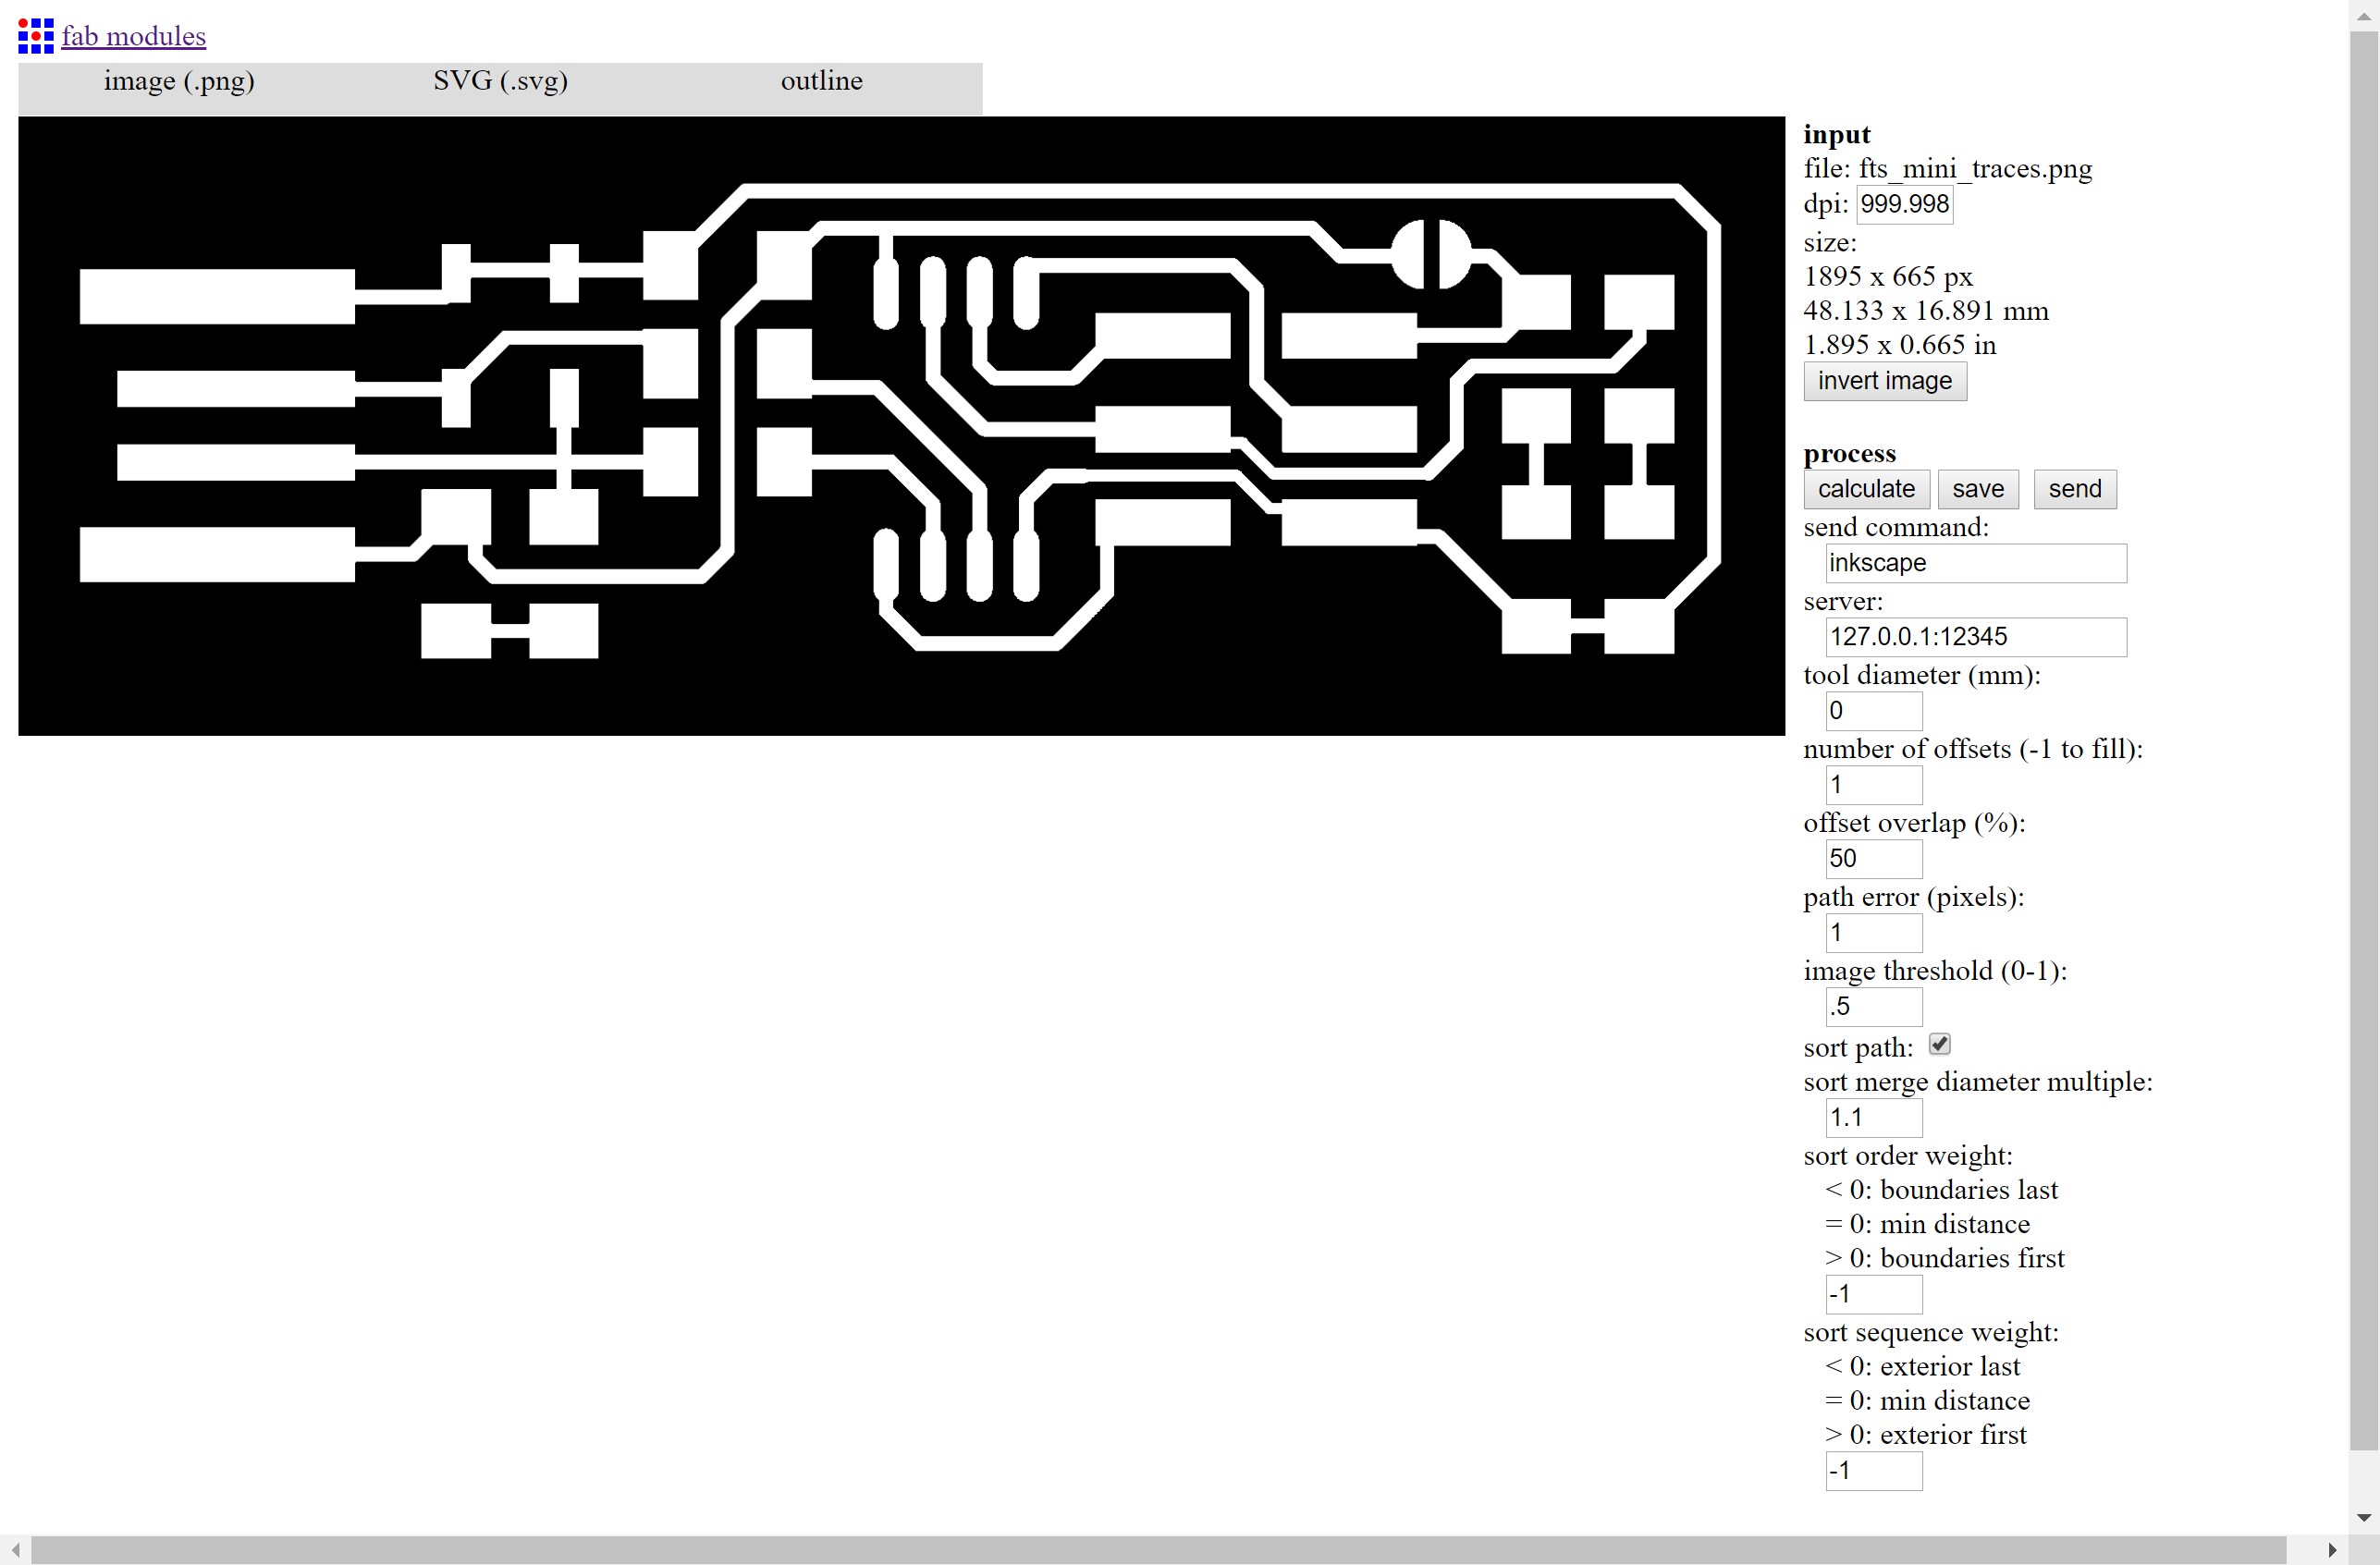 fab modules
image (.png) SVG (.svg) outline
input
file: fts_mini_traces.png
dpi: 999.998
size:
1895 x 665 px
48.133 x 16.891 mm
1.895 x 0.665 in
invert image
process
calculate save send
send command:
inkscape
server:
127.0.0.1:12345
tool diameter (mm):
0
number of offsets (-1 to fill):
1
offset overlap (%):
50
path error (pixels):
1
image threshold (0-1):
.5
sort path:
sort merge diameter multiple:
1.1
sort order weight:
< 0: boundaries last
= 0: min distance
> 0: boundaries first
-1
sort sequence weight:
< 0: exterior last
= 0: min distance
> 0: exterior first
-1